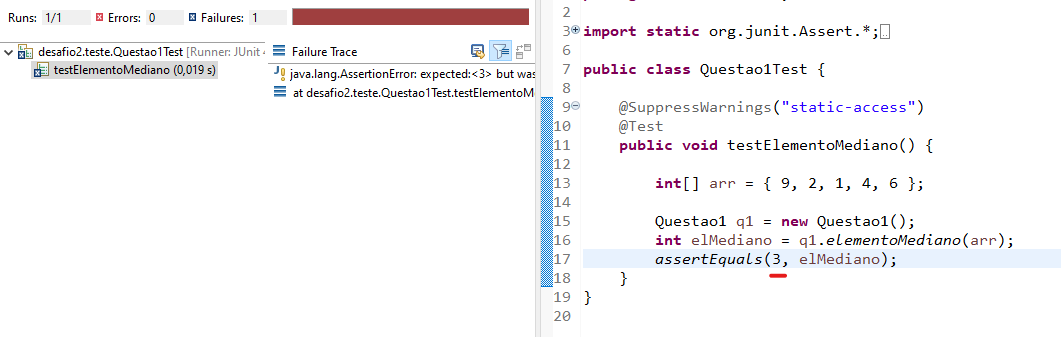 Runs: 1/1 Errors: 0 Failures: 1
desafio2.teste.Questao1Test [Runner: JUnit 4
testElementoMediano (0,019 s)
Failure Trace
java.lang.AssertionError: expected:<3> but was
at desafio2.teste.Questao1Test.testElementoM
2
3 import static org.junit.Assert.*;
6
7 public class Questao1Test {
8
9 @SuppressWarnings("static-access")
10 @Test
11 public void testElementoMediano() {
12
13 int[] arr = { 9, 2, 1, 4, 6 };
14
15 Questao1 q1 = new Questao1();
16 int elMediano = q1.elementoMediano(arr);
17 assertEquals(3, elMediano);
18 }
19 }
20